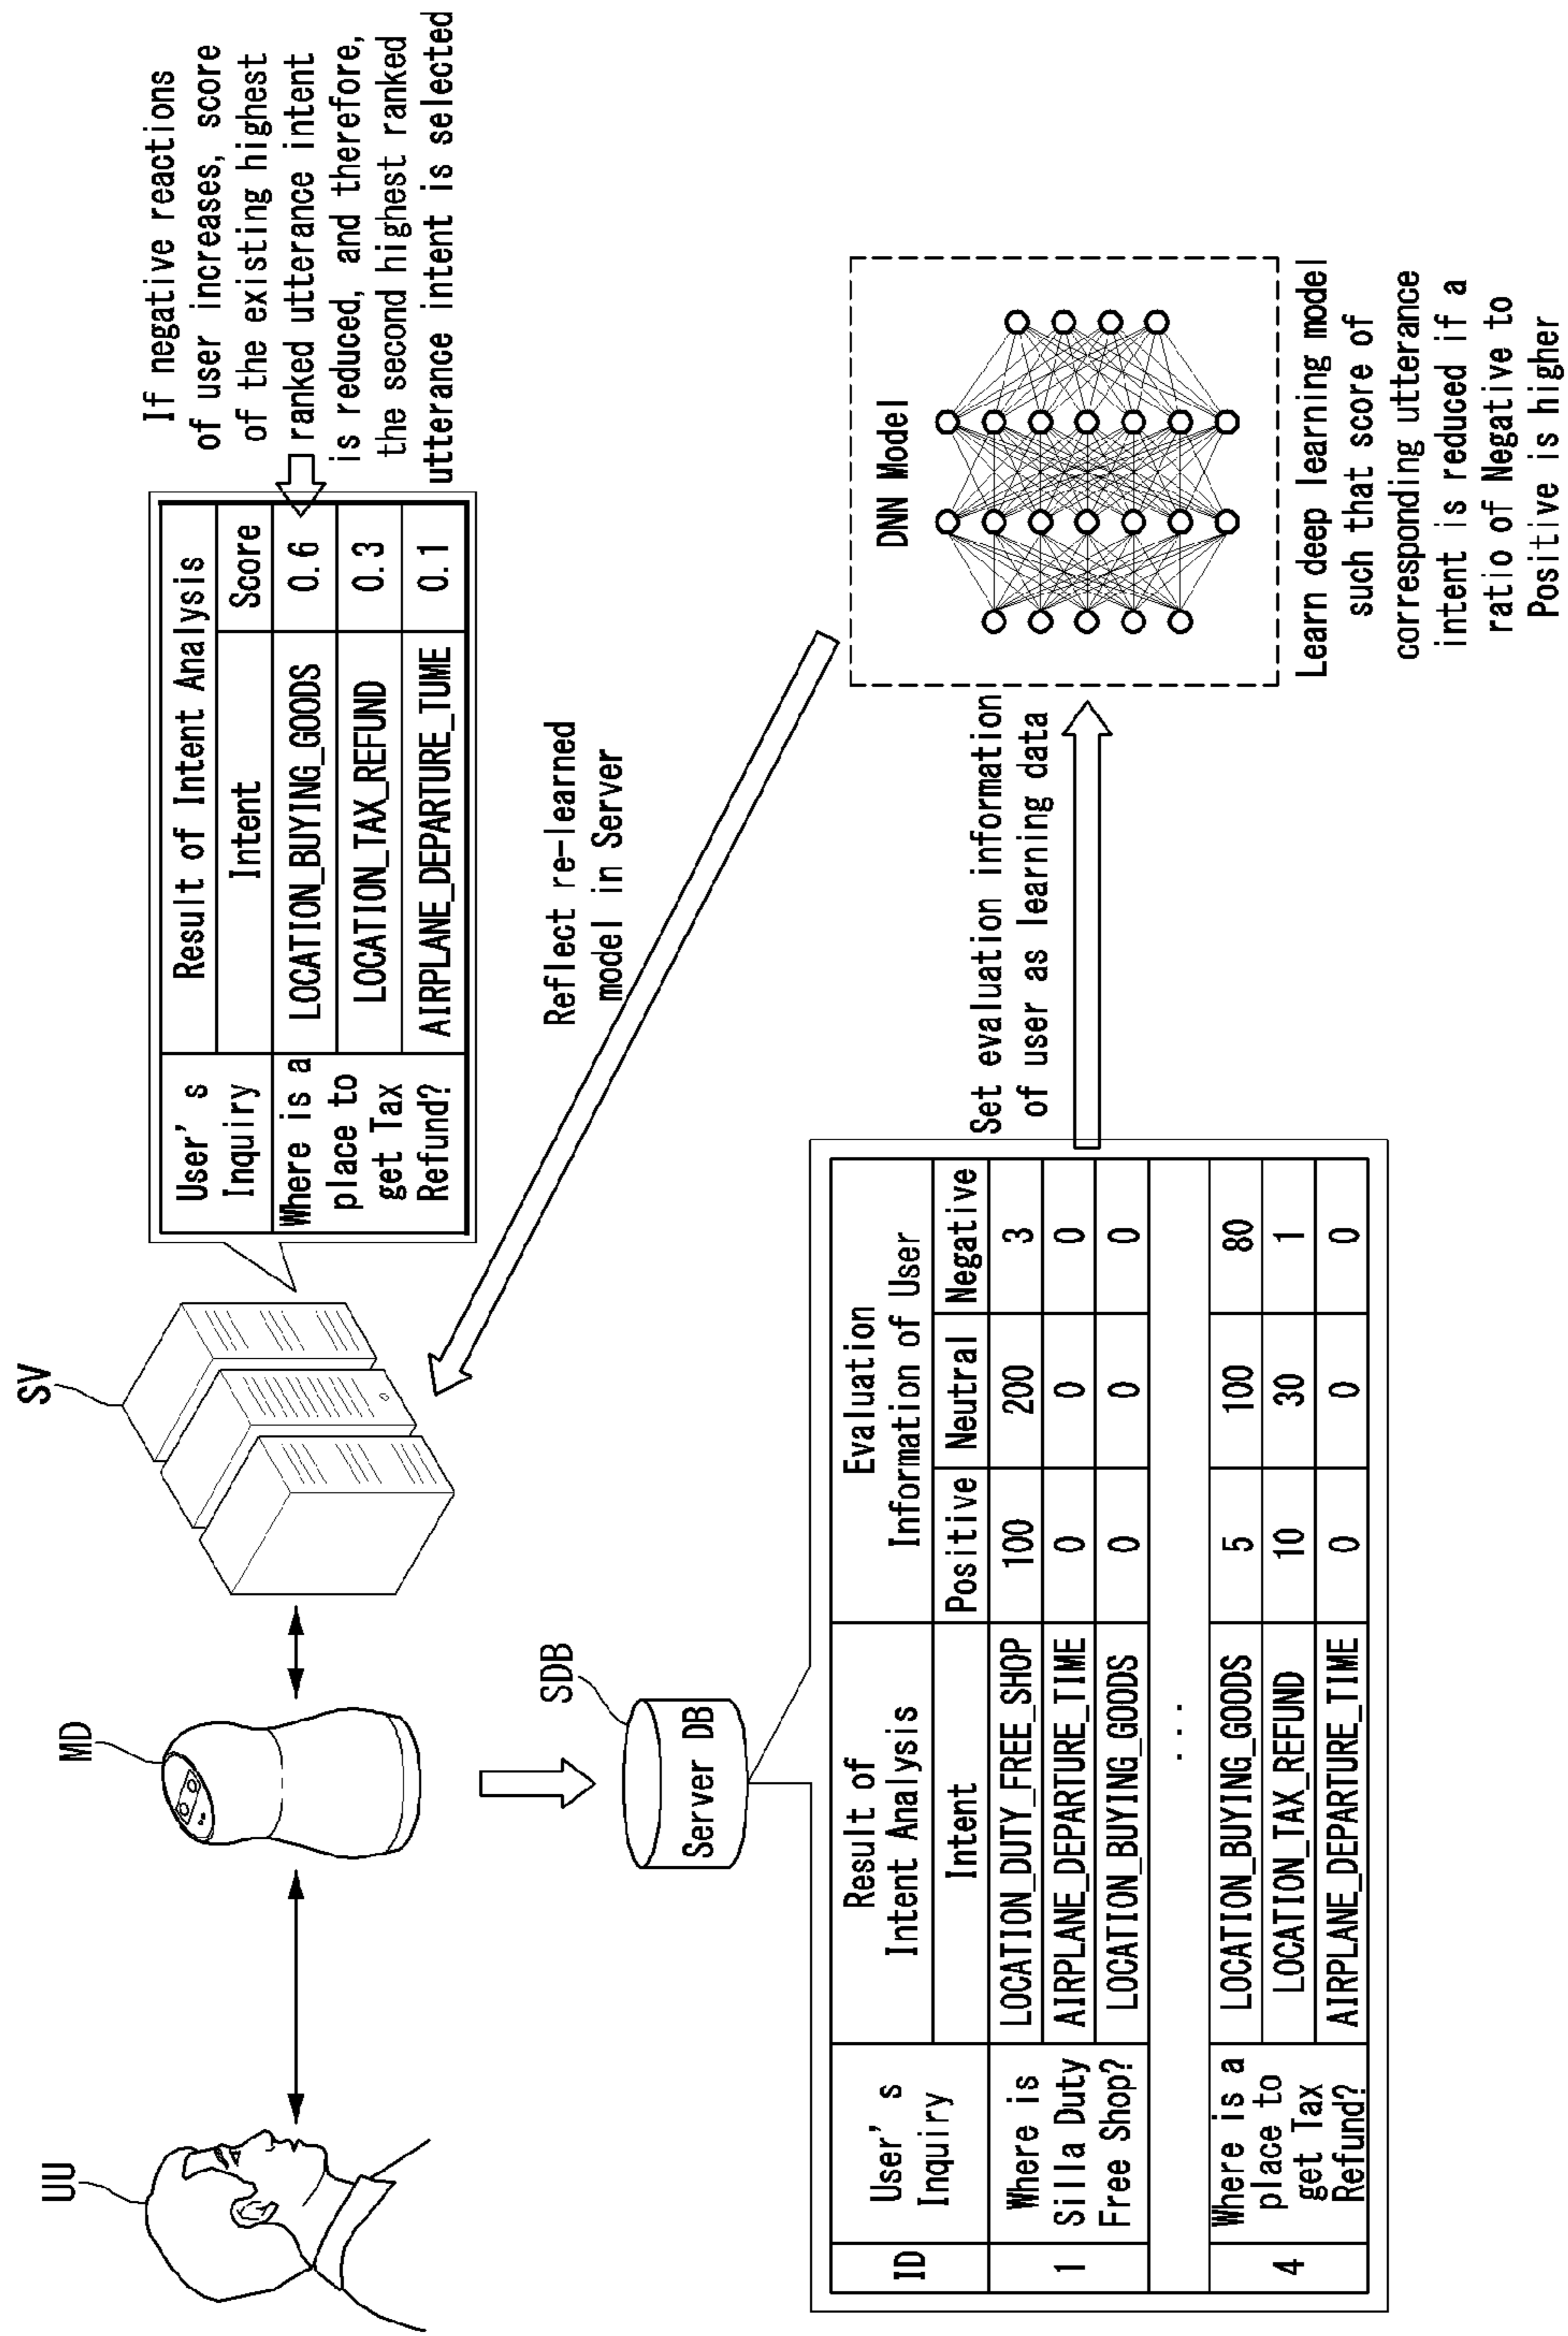 UU
MD
SV
User's
Inquiry
Result of Intent Analysis
Intent
Score
Where is a
place to
get Tax
Refund?
LOCATION_BUYING_GOODS
0.6
LOCATION_TAX_REFUND
0.3
AIRPLANE_DEPARTURE_TUME
0.1
If negative reactions
of user increases, score
of the existing highest
ranked utterance intent
is reduced, and therefore,
the second highest ranked
utterance intent is selected
Reflect re-learned
model in Server
SDB
Server DB
ID
User's
Inquiry
Result of
Intent Analysis
Evaluation
Information of User
Intent
Positive
Neutral
Negative
1
Where is
Silla Duty
Free Shop?
LOCATION_DUTY_FREE_SHOP
100
200
3
AIRPLANE_DEPARTURE_TIME
0
0
0
LOCATION_BUYING_GOODS
0
0
0
...
4
Where is a
place to
get Tax
Refund?
LOCATION_BUYING_GOODS
5
100
80
LOCATION_TAX_REFUND
10
30
1
AIRPLANE_DEPARTURE_TIME
0
0
0
Set evaluation information
of user as learning data
DNN Model
Learn deep learning model
such that score of
corresponding utterance
intent is reduced if a
ratio of Negative to
Positive is higher